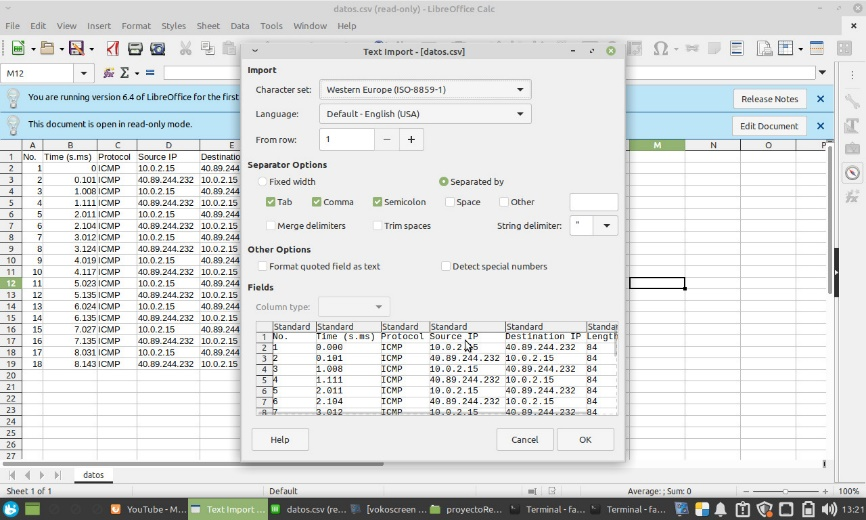 datos.csv (read-only) - LibreOffice Calc
File Edit View Insert Format Styles Sheet Data Tools Window Help
M12
You are running version 6.4 of LibreOffice for the first
Release Notes
This document is open in read-only mode.
Edit Document
A B C D E M N O P
1 No. Time (s.ms) Protocol Source IP Destinatio
2 1 0 ICMP 10.0.2.15 40.89.244
3 2 0.101 ICMP 40.89.244.232 10.0.2.15
4 3 1.008 ICMP 10.0.2.15 40.89.244
5 4 1.111 ICMP 40.89.244.232 10.0.2.15
6 5 2.011 ICMP 10.0.2.15 40.89.244
7 6 2.104 ICMP 40.89.244.232 10.0.2.15
8 7 3.012 ICMP 10.0.2.15 40.89.244
9 8 3.124 ICMP 40.89.244.232 10.0.2.15
10 9 4.019 ICMP 10.0.2.15 40.89.244
11 10 4.117 ICMP 40.89.244.232 10.0.2.15
12 11 5.023 ICMP 10.0.2.15 40.89.244
13 12 5.135 ICMP 40.89.244.232 10.0.2.15
14 13 6.024 ICMP 10.0.2.15 40.89.244
15 14 6.135 ICMP 40.89.244.232 10.0.2.15
16 15 7.027 ICMP 10.0.2.15 40.89.244
17 16 7.135 ICMP 40.89.244.232 10.0.2.15
18 17 8.031 ICMP 10.0.2.15 40.89.244
19 18 8.143 ICMP 40.89.244.232 10.0.2.15
20
21
22
23
24
25
26
27
Text Import - [datos.csv]
Import
Character set: Western Europe (ISO-8859-1)
Language: Default - English (USA)
From row: 1
Separator Options
Fixed width Separated by
Tab Comma Semicolon Space Other
Merge delimiters Trim spaces String delimiter: "
Other Options
Format quoted field as text Detect special numbers
Fields
Column type:
Standard Standard Standard Standard Standard Standar
1 No. Time (s.ms) Protocol Source IP Destination IP Length
2 1 0.000 ICMP 10.0.2.15 40.89.244.232 84
3 2 0.101 ICMP 40.89.244.232 10.0.2.15 84
4 3 1.008 ICMP 10.0.2.15 40.89.244.232 84
5 4 1.111 ICMP 40.89.244.232 10.0.2.15 84
6 5 2.011 ICMP 10.0.2.15 40.89.244.232 84
7 6 2.104 ICMP 40.89.244.232 10.0.2.15 84
8 7 3.012 ICMP 10.0.2.15 40.89.244.232 84
Help Cancel OK
datos
Sheet 1 of 1 Default Average: ; Sum: 0 100%
YouTube - M... Text Import ... datos.csv (re... [vokoscreen ... proyectoRe... Terminal - fa... Terminal - fa... 13:21